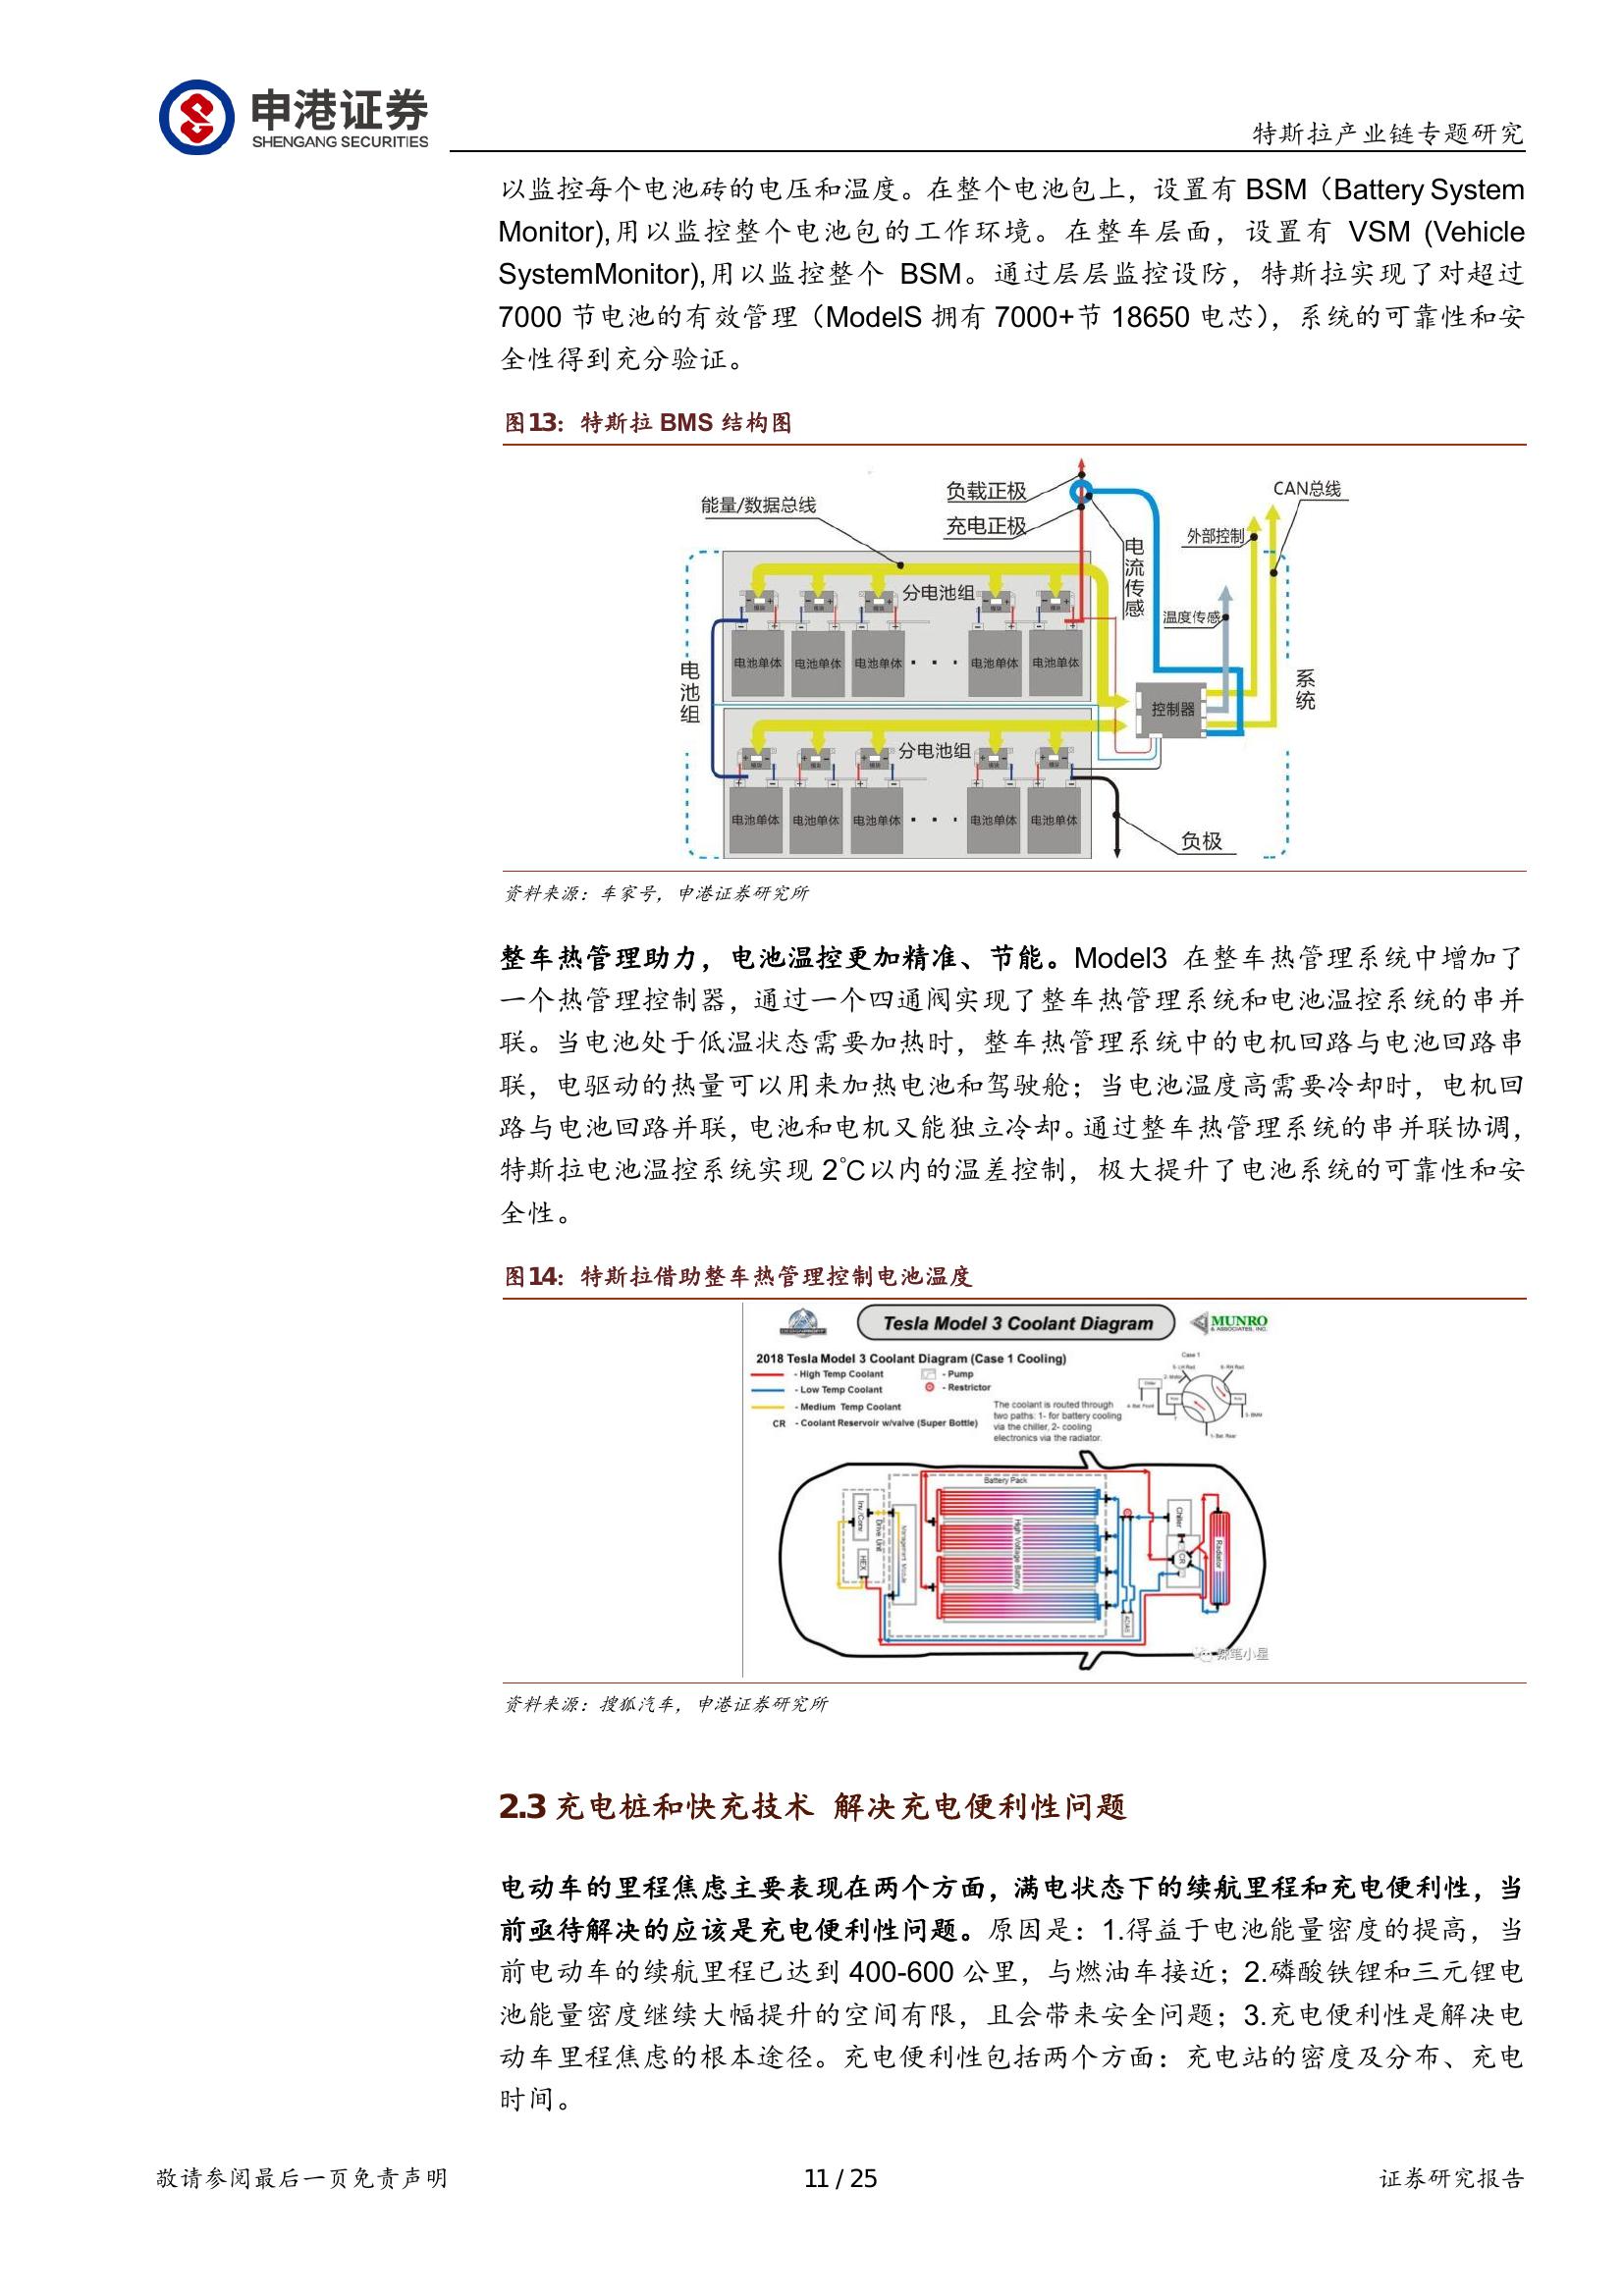 申港证券
SHENGANG SECURITIES
特斯拉产业链专题研究
以监控每个电池砖的电压和温度。在整个电池包上，设置有 BSM（Battery System
Monitor),用以监控整个电池包的工作环境。在整车层面，设置有 VSM (Vehicle
SystemMonitor),用以监控整个 BSM。通过层层监控设防，特斯拉实现了对超过
7000 节电池的有效管理（ModelS 拥有 7000+节 18650 电芯），系统的可靠性和安
全性得到充分验证。
图13：特斯拉 BMS 结构图
能量/数据总线
负载正极
充电正极
电流传感
CAN总线
外部控制
温度传感
分电池组
模块 模块 模块 模块 模块
电池单体 电池单体 电池单体 · · · 电池单体 电池单体
电池组
控制器
系统
分电池组
模块 模块 模块 模块 模块
电池单体 电池单体 电池单体 · · · 电池单体 电池单体
负极
资料来源：车家号，申港证券研究所
整车热管理助力，电池温控更加精准、节能。Model3 在整车热管理系统中增加了
一个热管理控制器，通过一个四通阀实现了整车热管理系统和电池温控系统的串并
联。当电池处于低温状态需要加热时，整车热管理系统中的电机回路与电池回路串
联，电驱动的热量可以用来加热电池和驾驶舱；当电池温度高需要冷却时，电机回
路与电池回路并联，电池和电机又能独立冷却。通过整车热管理系统的串并联协调，
特斯拉电池温控系统实现 2℃以内的温差控制，极大提升了电池系统的可靠性和安
全性。
图14：特斯拉借助整车热管理控制电池温度
Tesla Model 3 Coolant Diagram
MUNRO
& ASSOCIATES, INC.
2018 Tesla Model 3 Coolant Diagram (Case 1 Cooling)
- High Temp Coolant
- Pump
- Low Temp Coolant
- Restrictor
- Medium Temp Coolant
CR - Coolant Reservoir w/valve (Super Bottle)
The coolant is routed through
two paths: 1- for battery cooling
via the chiller, 2- cooling
electronics via the radiator.
Case 1
Battery Pack
Inv./Conv
Drive Unit
HEX
Management Module
High Voltage Battery
Chiller
CR
Radiator
辣笔小星
资料来源：搜狐汽车，申港证券研究所
2.3 充电桩和快充技术 解决充电便利性问题
电动车的里程焦虑主要表现在两个方面，满电状态下的续航里程和充电便利性，当
前亟待解决的应该是充电便利性问题。原因是：1.得益于电池能量密度的提高，当
前电动车的续航里程已达到 400-600 公里，与燃油车接近；2.磷酸铁锂和三元锂电
池能量密度继续大幅提升的空间有限，且会带来安全问题；3.充电便利性是解决电
动车里程焦虑的根本途径。充电便利性包括两个方面：充电站的密度及分布、充电
时间。
敬请参阅最后一页免责声明
11 / 25
证券研究报告